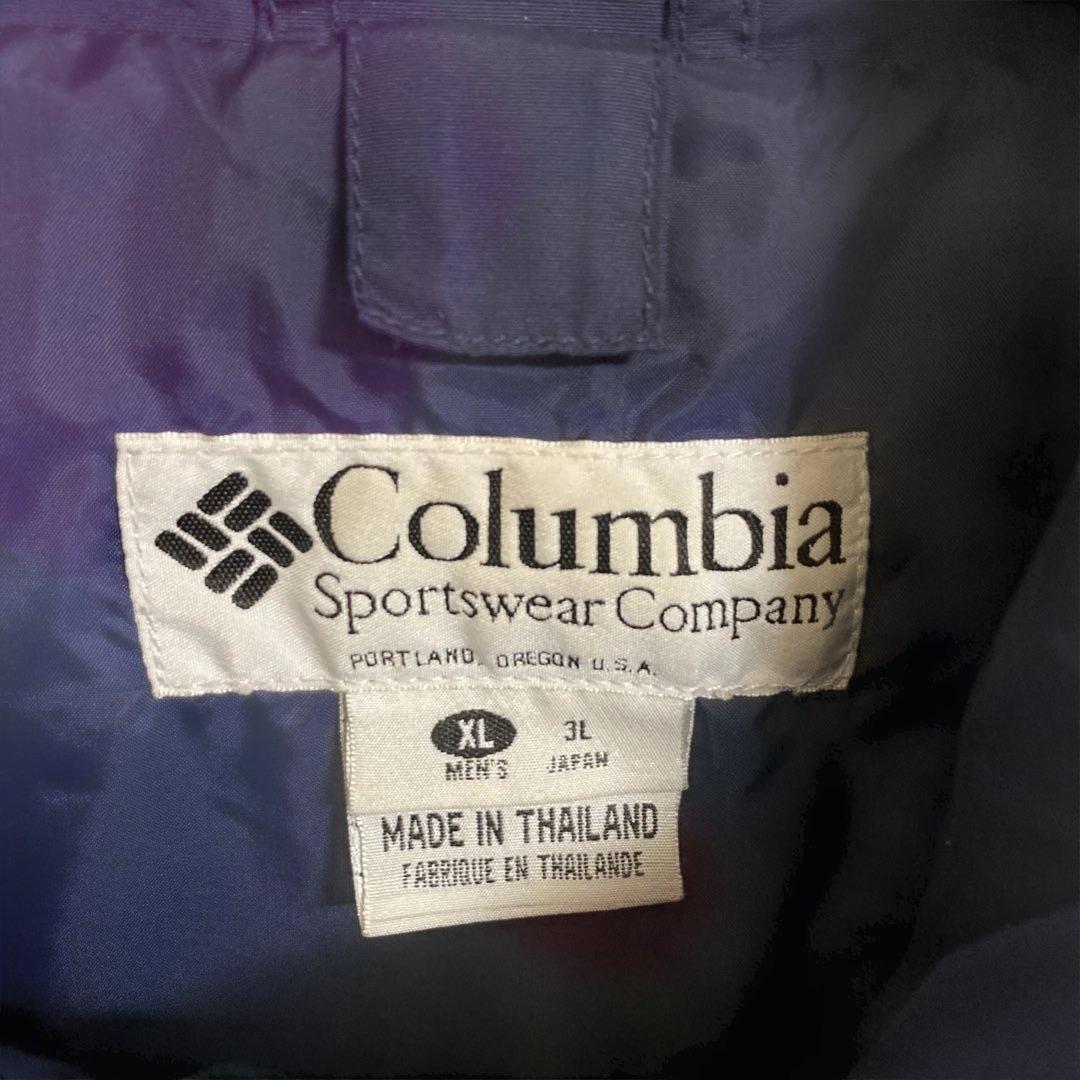 Columbia
Sportswear Company
PORTLAND, OREGON U.S.A.
XL 3L
MEN'S JAPAN
MADE IN THAILAND
FABRIQUE EN THAILANDE